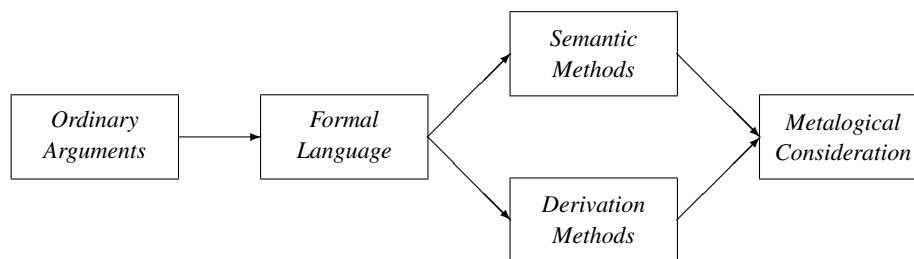 Ordinary
Arguments
Formal
Language
Semantic
Methods
Derivation
Methods
Metalogical
Consideration